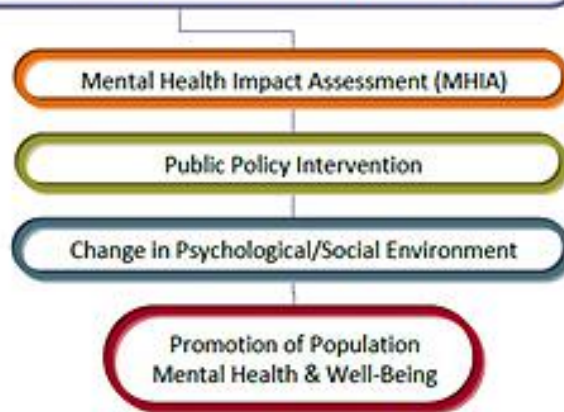 Mental Health Impact Assessment (MHIA)
Public Policy Intervention
Change in Psychological/Social Environment
Promotion of Population
Mental Health & Well-Being